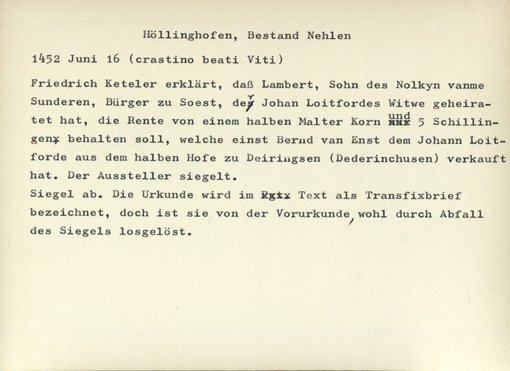 Höllinghofen, Bestand Nehlen
1452 Juni 16 (crastino beati Viti)
Friedrich Keteler erklärt, daß Lambert, Sohn des Nolkyn vanme
Sunderen, Bürger zu Soest, der Johan Loitfordes Witwe geheira-
tet hat, die Rente von einem halben Malter Korn und 5 Schillin-
gen behalten soll, welche einst Bernd van Enst dem Johann Loit-
forde aus dem halben Hofe zu Deiringsen (Dederinchusen) verkauft
hat. Der Aussteller siegelt.
Siegel ab. Die Urkunde wird im Text als Transfixbrief
bezeichnet, doch ist sie von der Vorurkunde, wohl durch Abfall
des Siegels losgelöst.